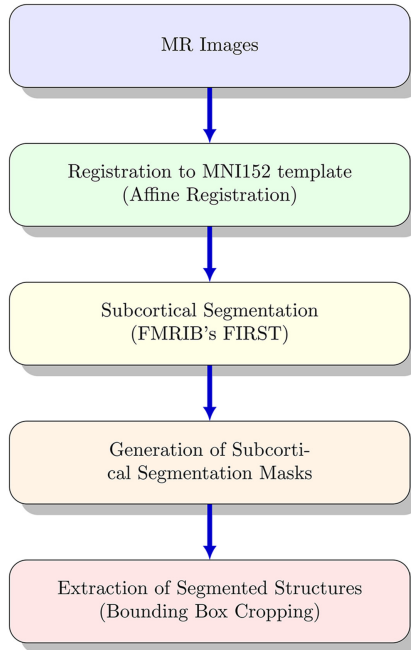 MR Images
Registration to MNI152 template
(Affine Registration)
Subcortical Segmentation
(FMRIB's FIRST)
Generation of Subcorti-
cal Segmentation Masks
Extraction of Segmented Structures
(Bounding Box Cropping)